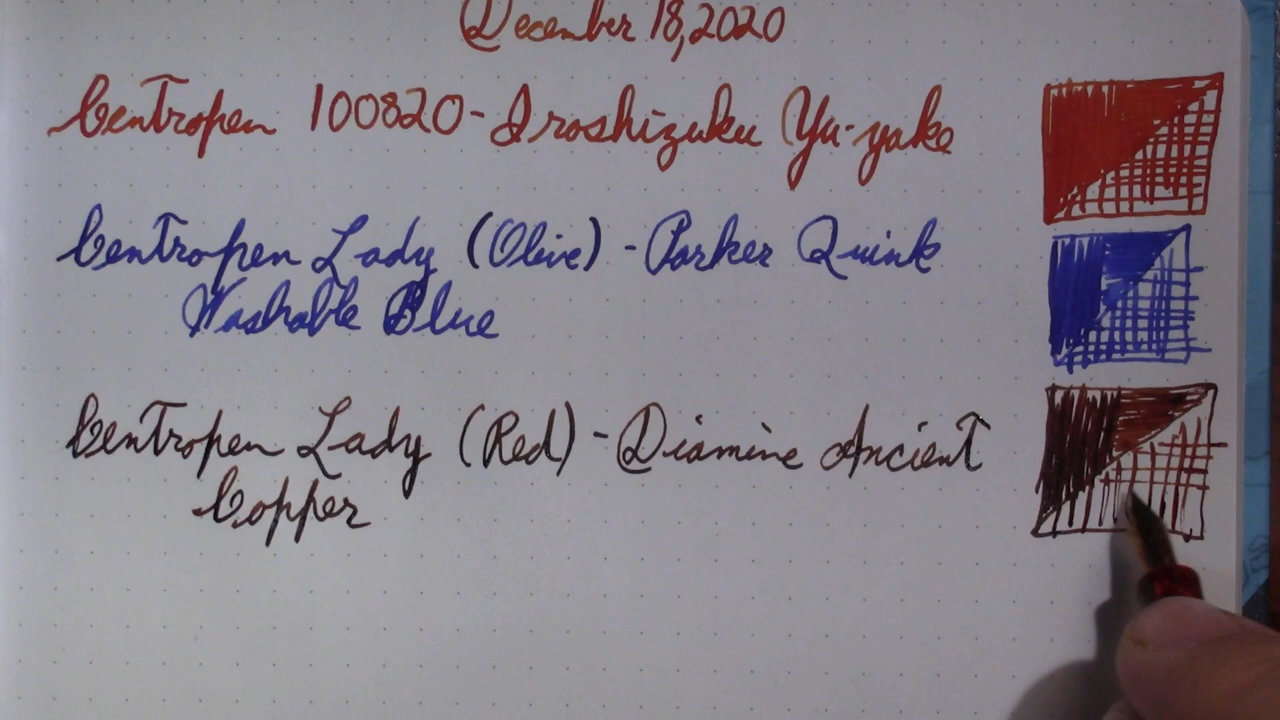 December 18, 2020
Centropen 100820 - Iroshizuku Yu-yake
Centropen Lady (Olive) - Parker Quink
Washable Blue
Centropen Lady (Red) - Diamine Ancient
Copper